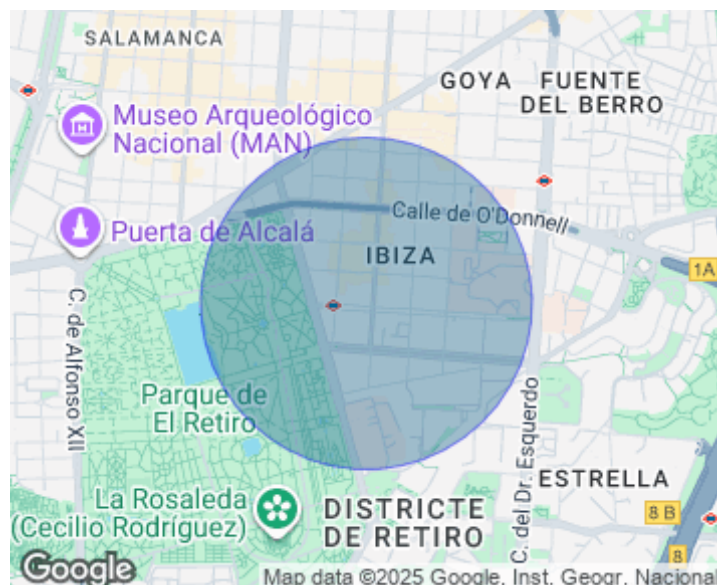 SALAMANCA
GOYA
FUENTE
DEL BERRO
Museo Arqueológico
Nacional (MAN)
Calle de O'Donnell
Puerta de Alcalá
IBIZA
1A
C. de Alfonso XII
Parque de
El Retiro
C. del Dr. Esquerdo
ESTRELLA
La Rosaleda
(Cecilio Rodríguez)
DISTRICTE
DE RETIRO
8 B
8
Google
Map data ©2025 Google, Inst. Geogr. Nacional